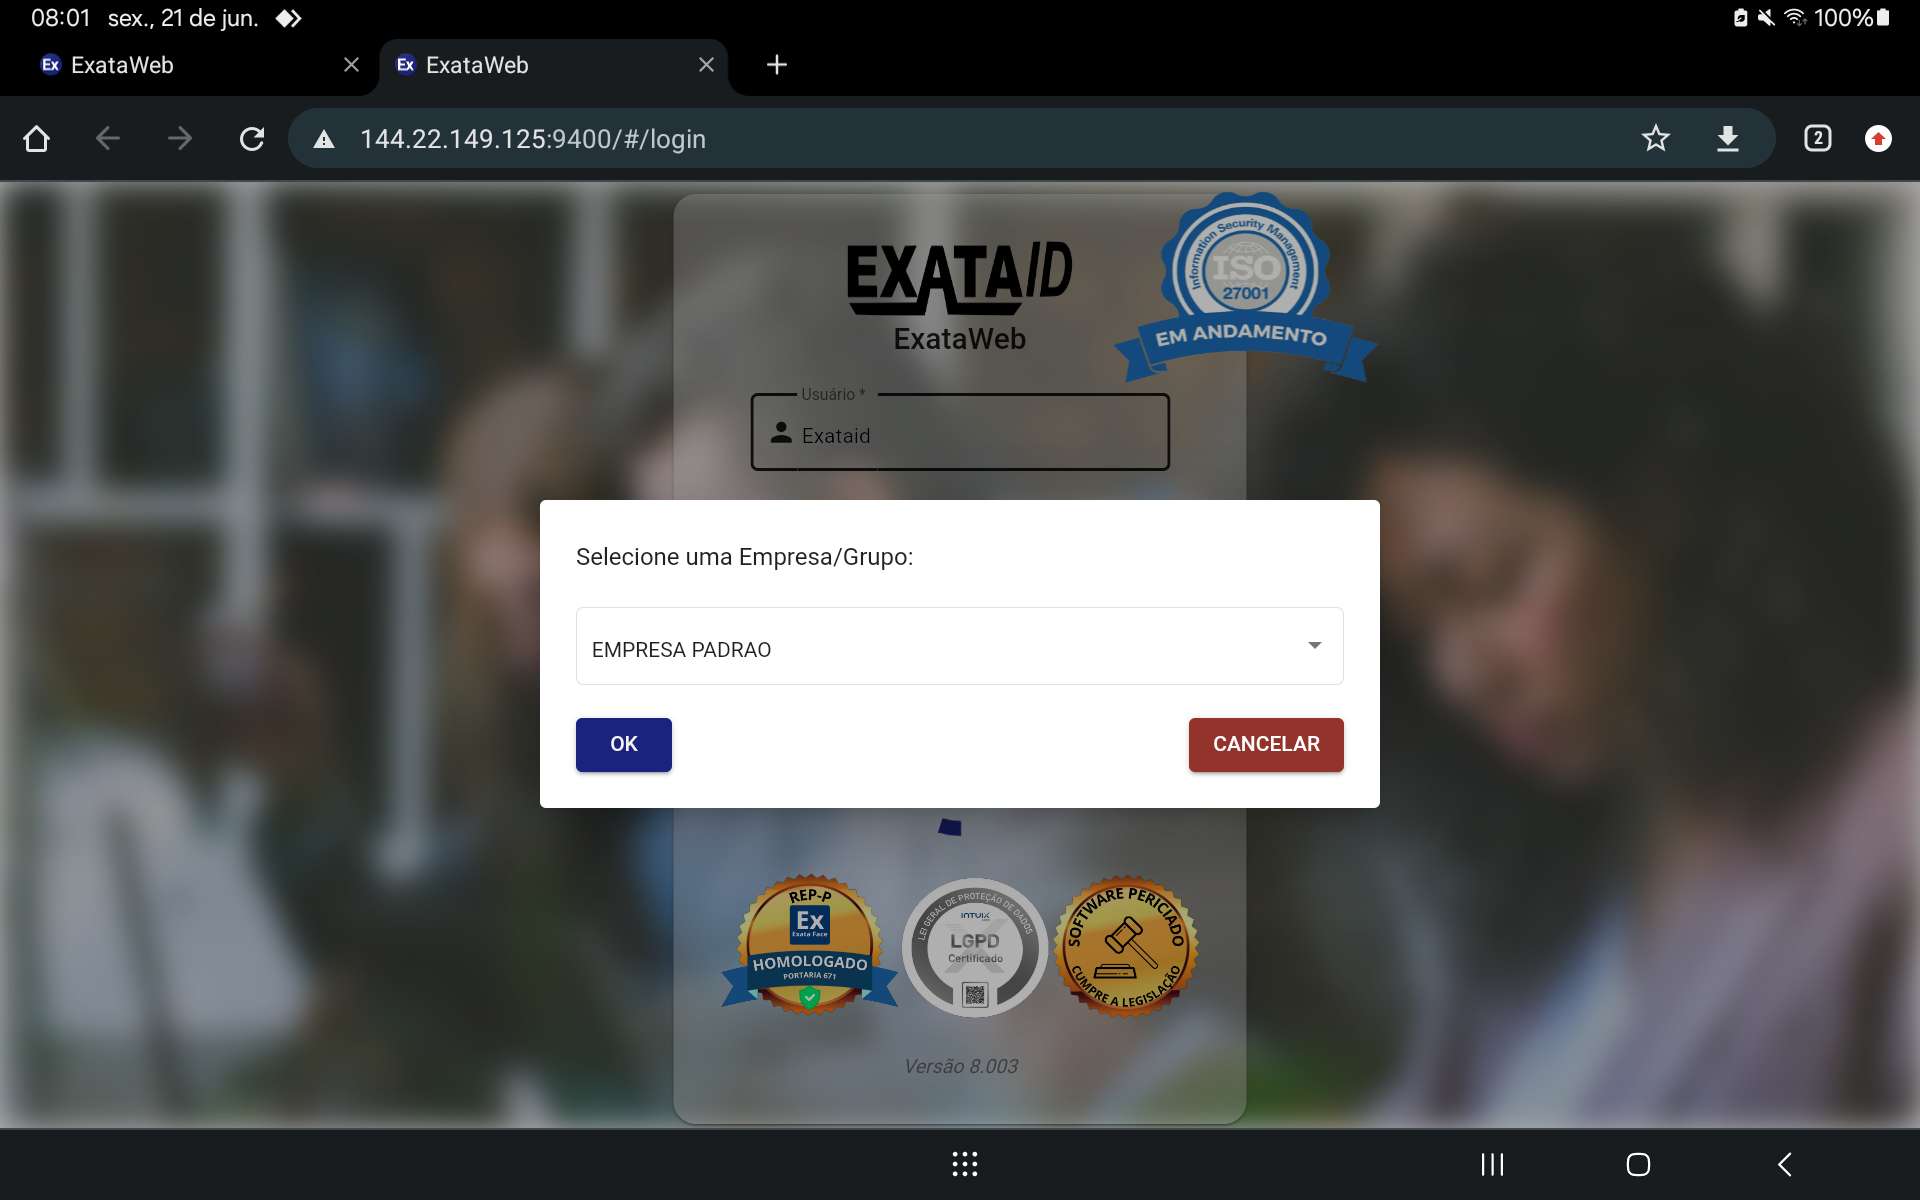 08:01 sex., 21 de jun. 100%
Ex ExataWeb
Ex ExataWeb
144.22.149.125:9400/#/login
2
EXATAID
ExataWeb
Information Security Management
ISO
27001
EM ANDAMENTO
Usuário *
Exataid
Selecione uma Empresa/Grupo:
EMPRESA PADRAO
OK
CANCELAR
REP-P
Ex
Exata Face
HOMOLOGADO
PORTARIA 671
LEI GERAL DE PROTEÇÃO DE DADOS
INTUIX
LGPD
Certificado
SOFTWARE PERICIADO
CUMPRE A LEGISLAÇÃO
Versão 8.003